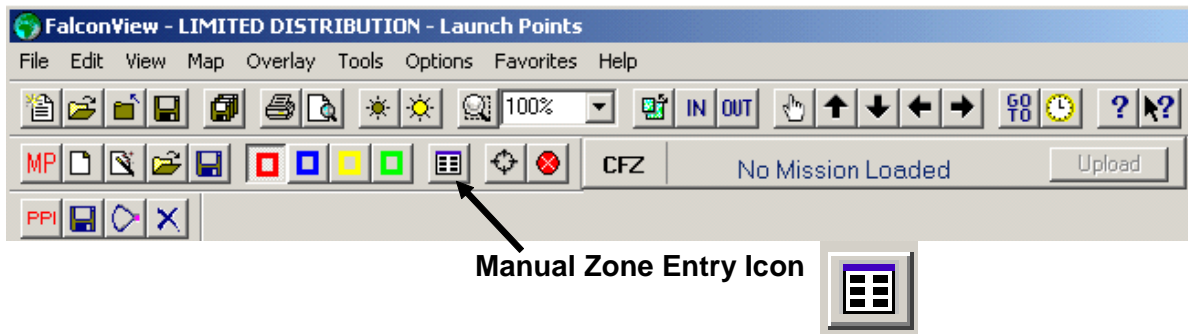 FalconView - LIMITED DISTRIBUTION - Launch Points
File Edit View Map Overlay Tools Options Favorites Help
100% IN OUT GO TO ? ?
MP CFZ No Mission Loaded Upload
PPI
Manual Zone Entry Icon